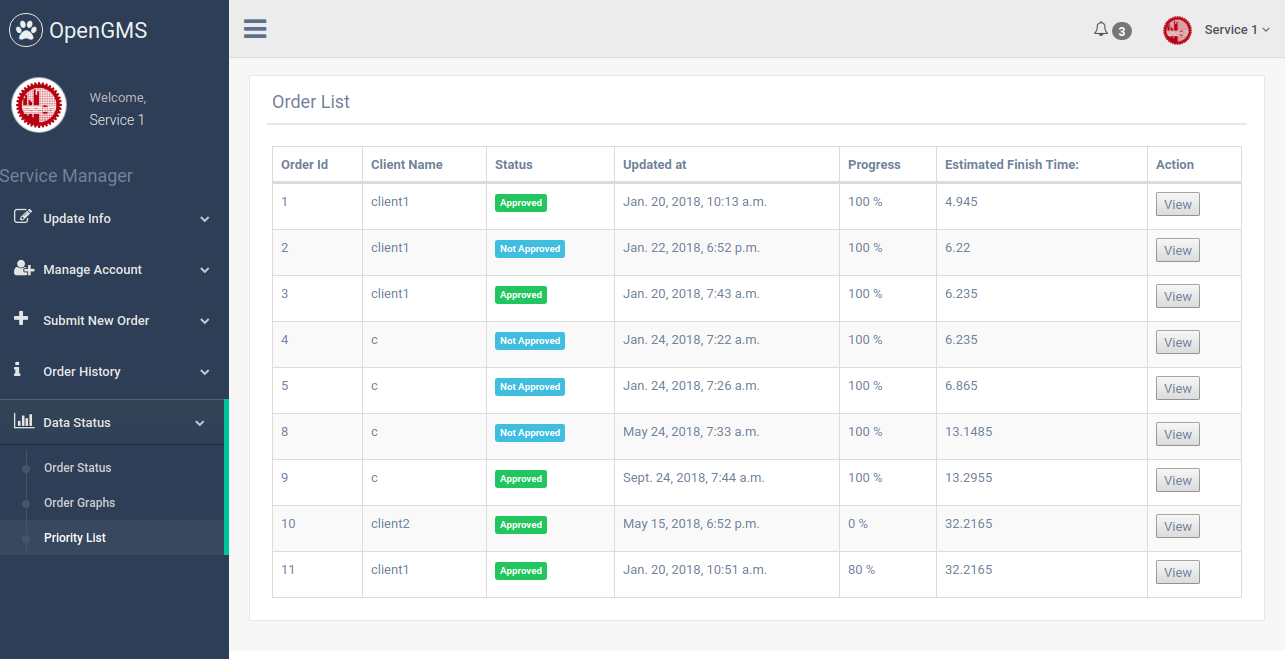 OpenGMS
3
Service 1
Welcome,
Service 1
Service Manager
Update Info
Manage Account
Submit New Order
Order History
Data Status
Order Status
Order Graphs
Priority List
Order List
Order Id Client Name Status Updated at Progress Estimated Finish Time: Action
1 client1 Approved Jan. 20, 2018, 10:13 a.m. 100 % 4.945 View
2 client1 Not Approved Jan. 22, 2018, 6:52 p.m. 100 % 6.22 View
3 client1 Approved Jan. 20, 2018, 7:43 a.m. 100 % 6.235 View
4 c Not Approved Jan. 24, 2018, 7:22 a.m. 100 % 6.235 View
5 c Not Approved Jan. 24, 2018, 7:26 a.m. 100 % 6.865 View
8 c Not Approved May 24, 2018, 7:33 a.m. 100 % 13.1485 View
9 c Approved Sept. 24, 2018, 7:44 a.m. 100 % 13.2955 View
10 client2 Approved May 15, 2018, 6:52 p.m. 0 % 32.2165 View
11 client1 Approved Jan. 20, 2018, 10:51 a.m. 80 % 32.2165 View